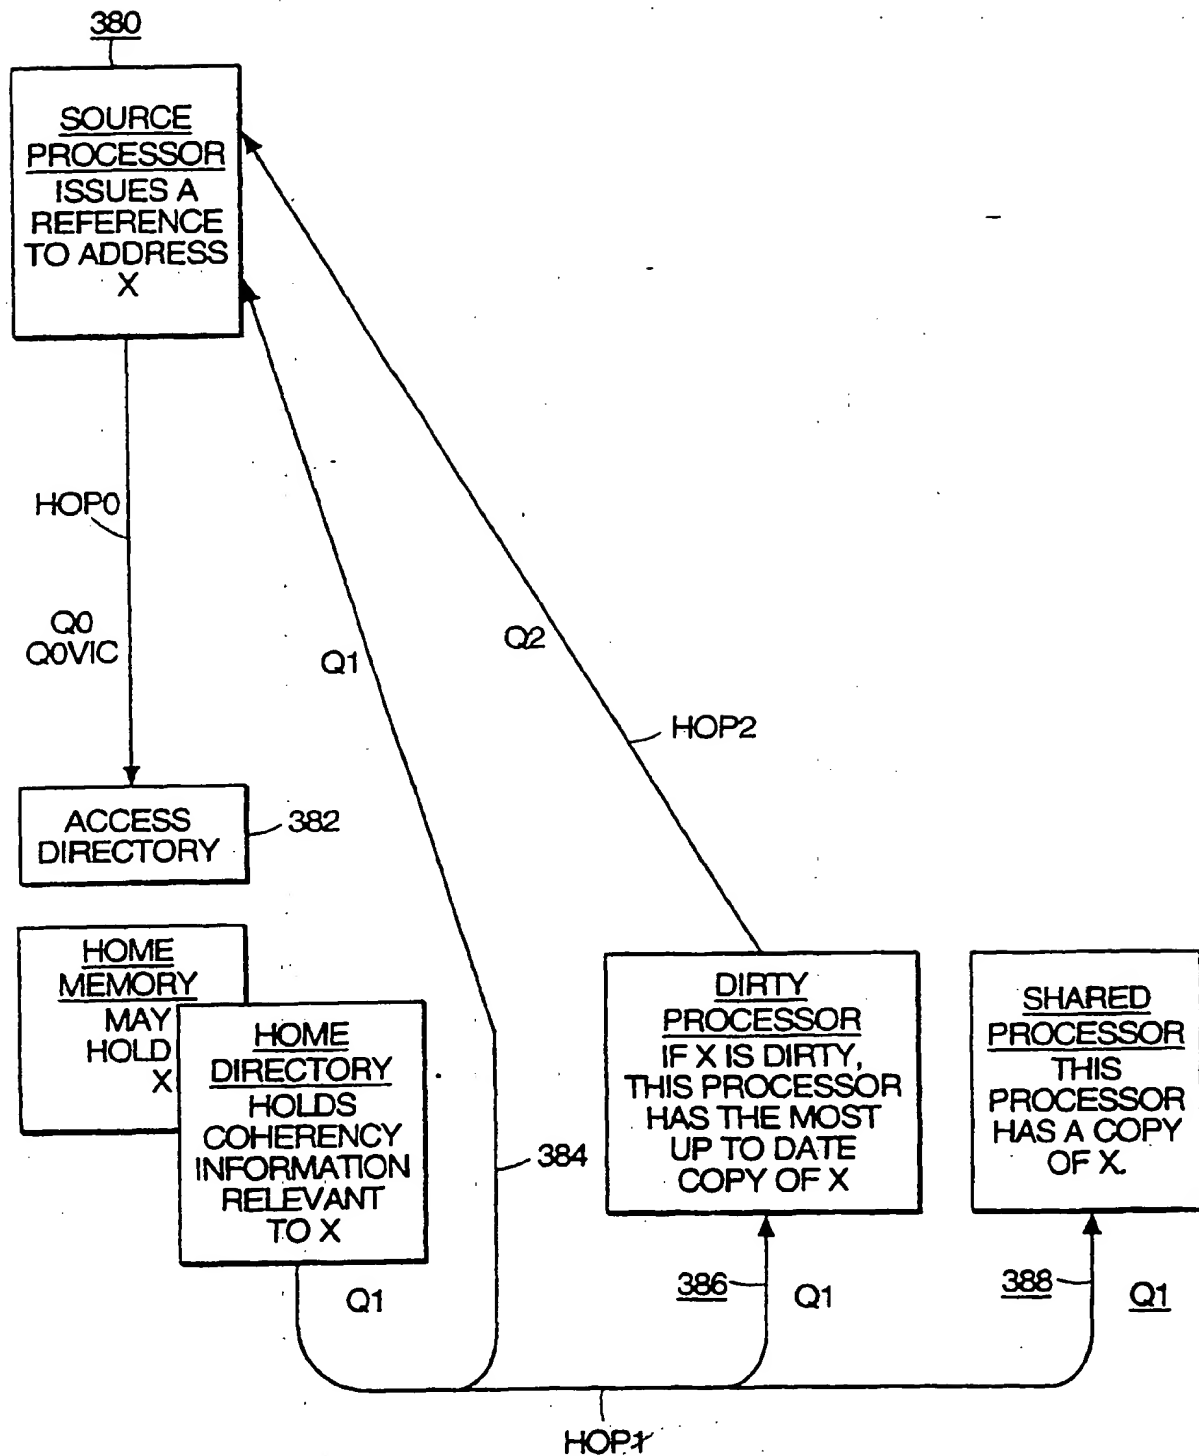 380
SOURCE
PROCESSOR
ISSUES A
REFERENCE
TO ADDRESS
X
HOP0
Q0
Q0VIC
Q1
Q2
HOP2
ACCESS
DIRECTORY
382
HOME
MEMORY
MAY
HOLD
X
HOME
DIRECTORY
HOLDS
COHERENCY
INFORMATION
RELEVANT
TO X
384
DIRTY
PROCESSOR
IF X IS DIRTY,
THIS PROCESSOR
HAS THE MOST
UP TO DATE
COPY OF X
SHARED
PROCESSOR
THIS
PROCESSOR
HAS A COPY
OF X.
Q1
386
Q1
388
Q1
HOP1